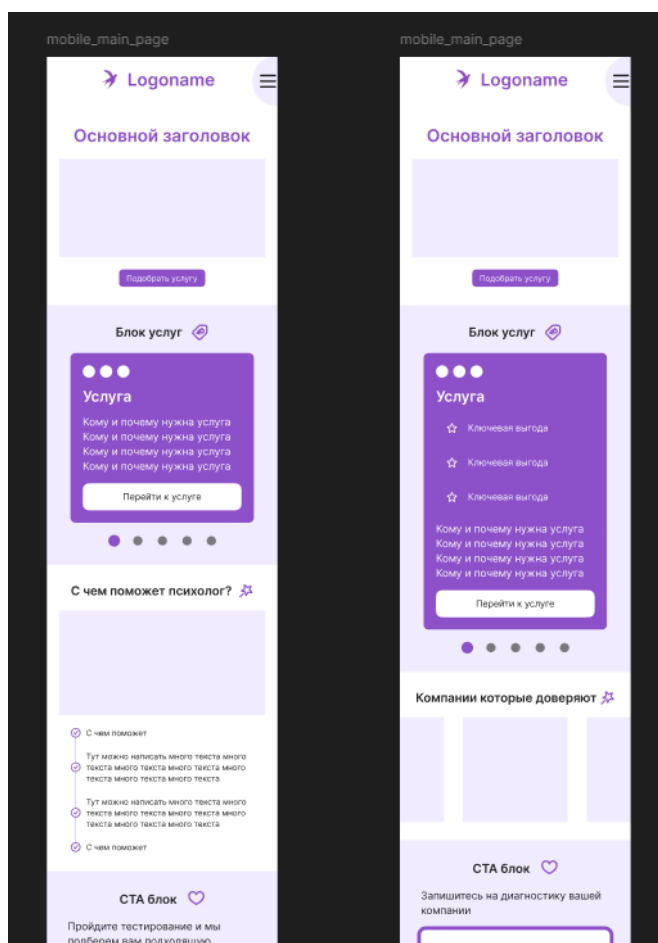 mobile_main_page
Logoname
Основной заголовок
Подобрать услугу
Блок услуг
Услуга
Кому и почему нужна услуга
Кому и почему нужна услуга
Кому и почему нужна услуга
Кому и почему нужна услуга
Перейти к услуге
С чем поможет психолог?
С чем поможет
Тут можно написать много текста много
текста много текста много текста много
текста много текста много текста
Тут можно написать много текста много
текста много текста много текста много
текста много текста много текста
С чем поможет
СТА блок
Пройдите тестирование и мы
подберем вам подходящую
mobile_main_page
Logoname
Основной заголовок
Подобрать услугу
Блок услуг
Услуга
Ключевая выгода
Ключевая выгода
Ключевая выгода
Кому и почему нужна услуга
Кому и почему нужна услуга
Кому и почему нужна услуга
Кому и почему нужна услуга
Перейти к услуге
Компании которые доверяют
СТА блок
Запишитесь на диагностику вашей
компании